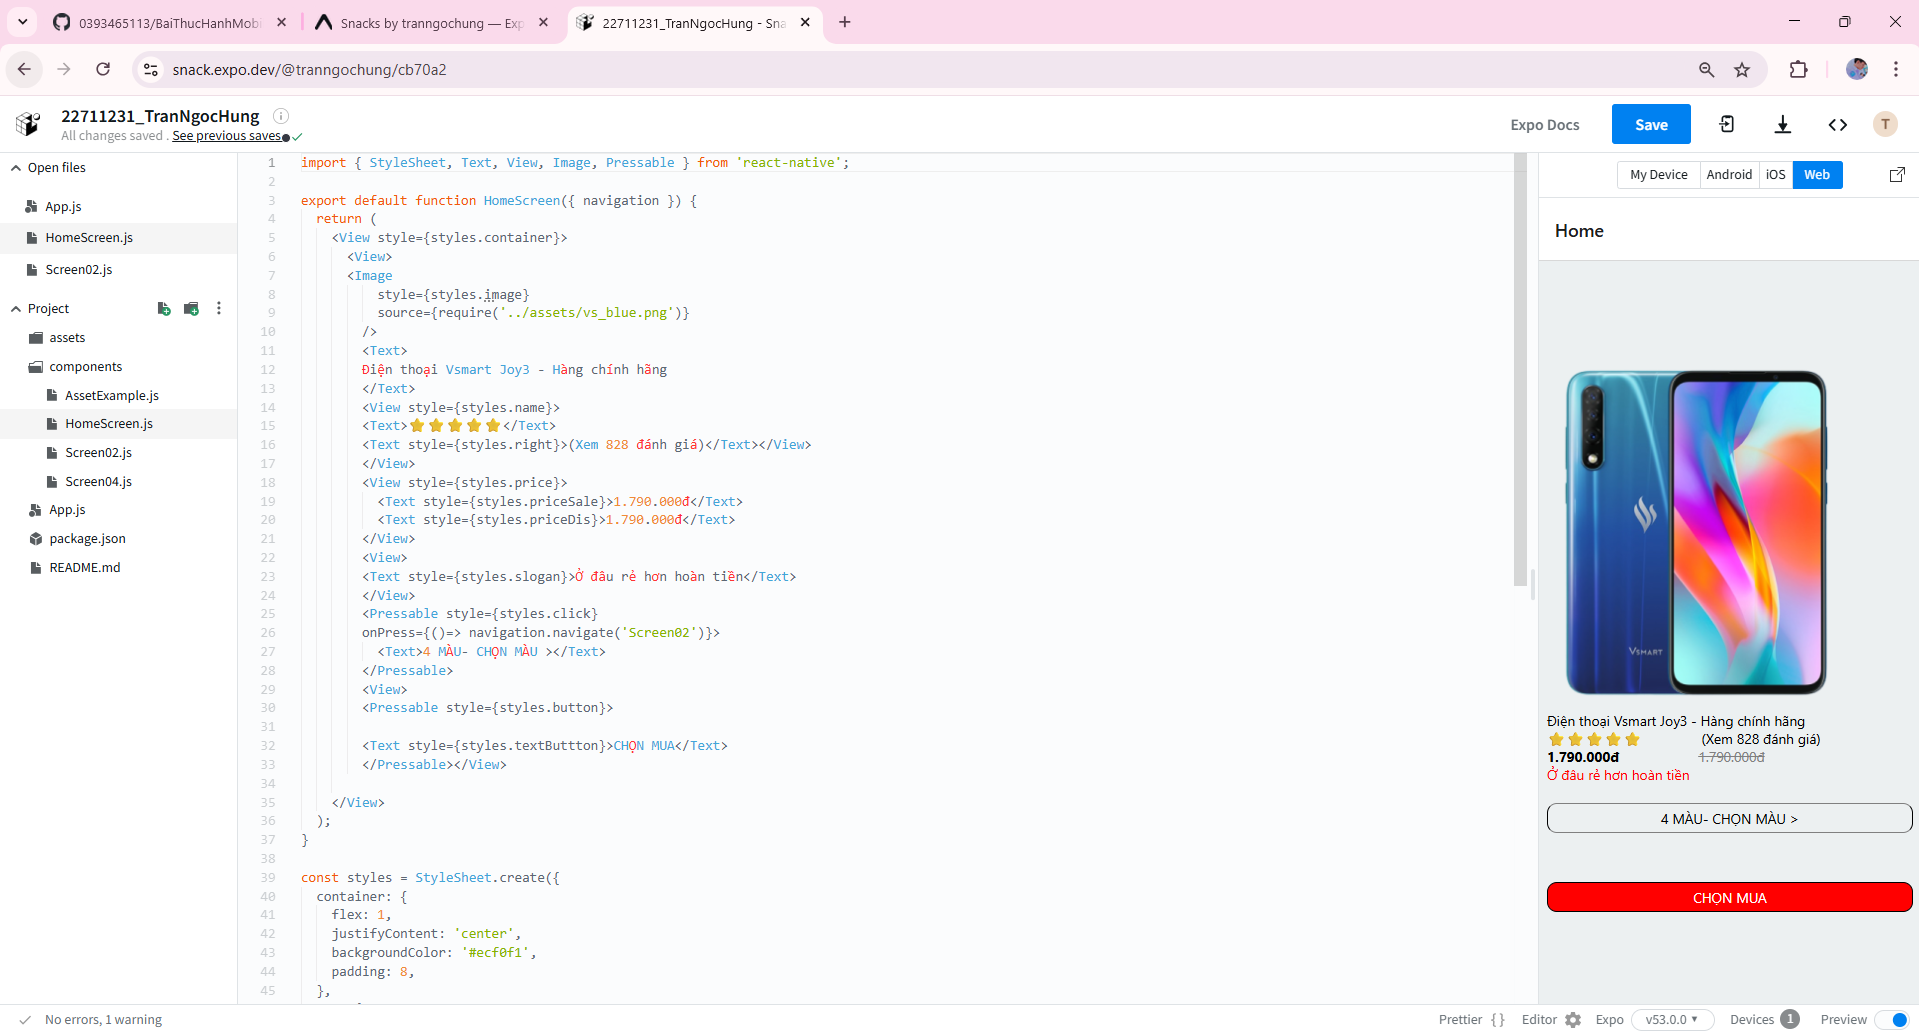 0393465113/BaiThucHanhMobi
Snacks by tranngochung — Exp
22711231_TranNgocHung - Sna
snack.expo.dev/@tranngochung/cb70a2
22711231_TranNgocHung
All changes saved . See previous saves
Expo Docs
Save
T
Open files
App.js
HomeScreen.js
Screen02.js
Project
assets
components
AssetExample.js
HomeScreen.js
Screen02.js
Screen04.js
App.js
package.json
README.md
1 import { StyleSheet, Text, View, Image, Pressable } from 'react-native';
2
3 export default function HomeScreen({ navigation }) {
4 return (
5 <View style={styles.container}>
6 <View>
7 <Image
8 style={styles.image}
9 source={require('../assets/vs_blue.png')}
10 />
11 <Text>
12 Điện thoại Vsmart Joy3 - Hàng chính hãng
13 </Text>
14 <View style={styles.name}>
15 <Text>⭐⭐⭐⭐⭐</Text>
16 <Text style={styles.right}>(Xem 828 đánh giá)</Text></View>
17 </View>
18 <View style={styles.price}>
19 <Text style={styles.priceSale}>1.790.000đ</Text>
20 <Text style={styles.priceDis}>1.790.000đ</Text>
21 </View>
22 <View>
23 <Text style={styles.slogan}>Ở đâu rẻ hơn hoàn tiền</Text>
24 </View>
25 <Pressable style={styles.click}
26 onPress={()=> navigation.navigate('Screen02')}>
27 <Text>4 MÀU- CHỌN MÀU ></Text>
28 </Pressable>
29 <View>
30 <Pressable style={styles.button}>
31
32 <Text style={styles.textButtton}>CHỌN MUA</Text>
33 </Pressable></View>
34
35 </View>
36 );
37 }
38
39 const styles = StyleSheet.create({
40 container: {
41 flex: 1,
42 justifyContent: 'center',
43 backgroundColor: '#ecf0f1',
44 padding: 8,
45 },
My Device Android iOS Web
Home
VSMART
Điện thoại Vsmart Joy3 - Hàng chính hãng
⭐⭐⭐⭐⭐ (Xem 828 đánh giá)
1.790.000đ 1.790.000đ
Ở đâu rẻ hơn hoàn tiền
4 MÀU- CHỌN MÀU >
CHỌN MUA
No errors, 1 warning
Prettier {} Editor Expo v53.0.0 Devices 1 Preview